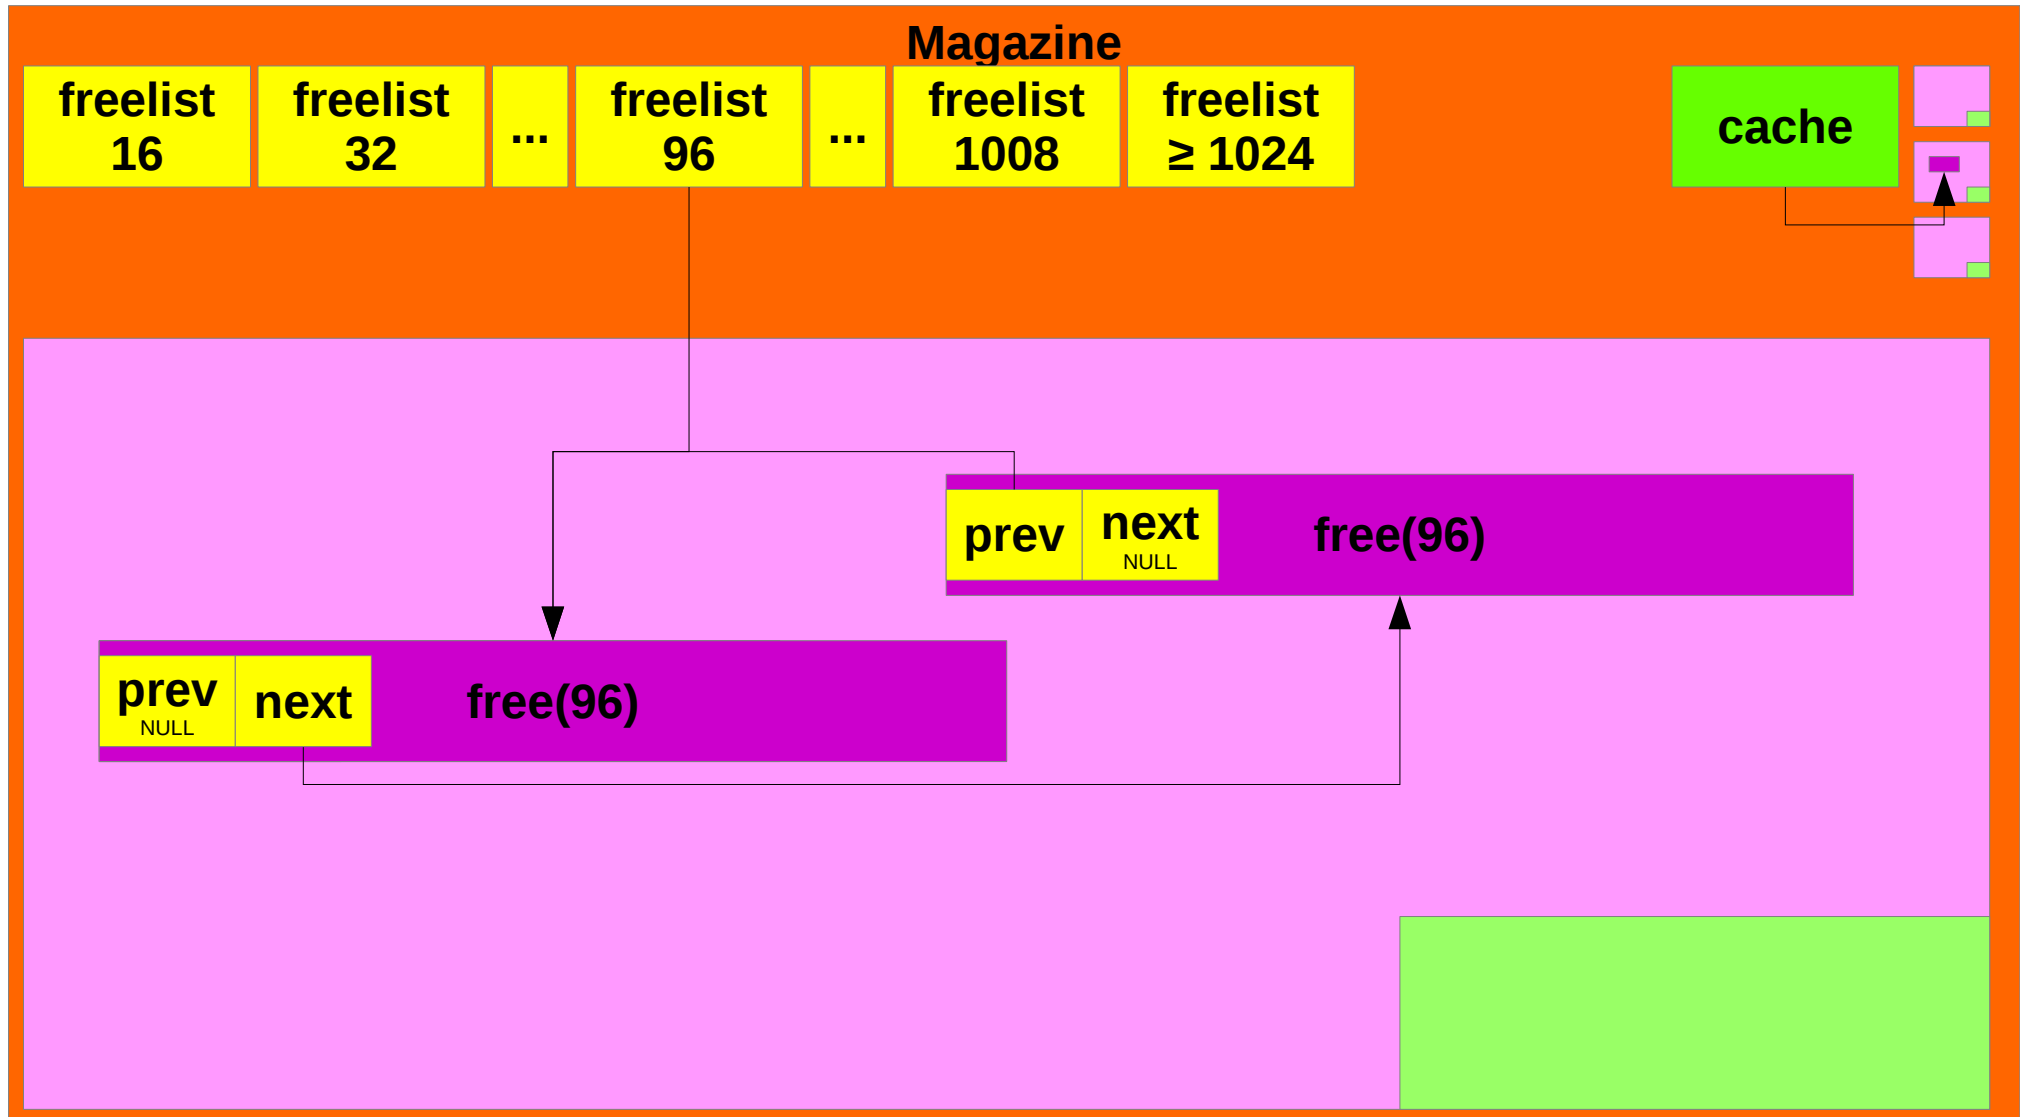 Magazine
freelist
16
freelist
32
...
freelist
96
...
freelist
1008
freelist
≥ 1024
cache
prev
next
NULL
free(96)
prev
NULL
next
free(96)